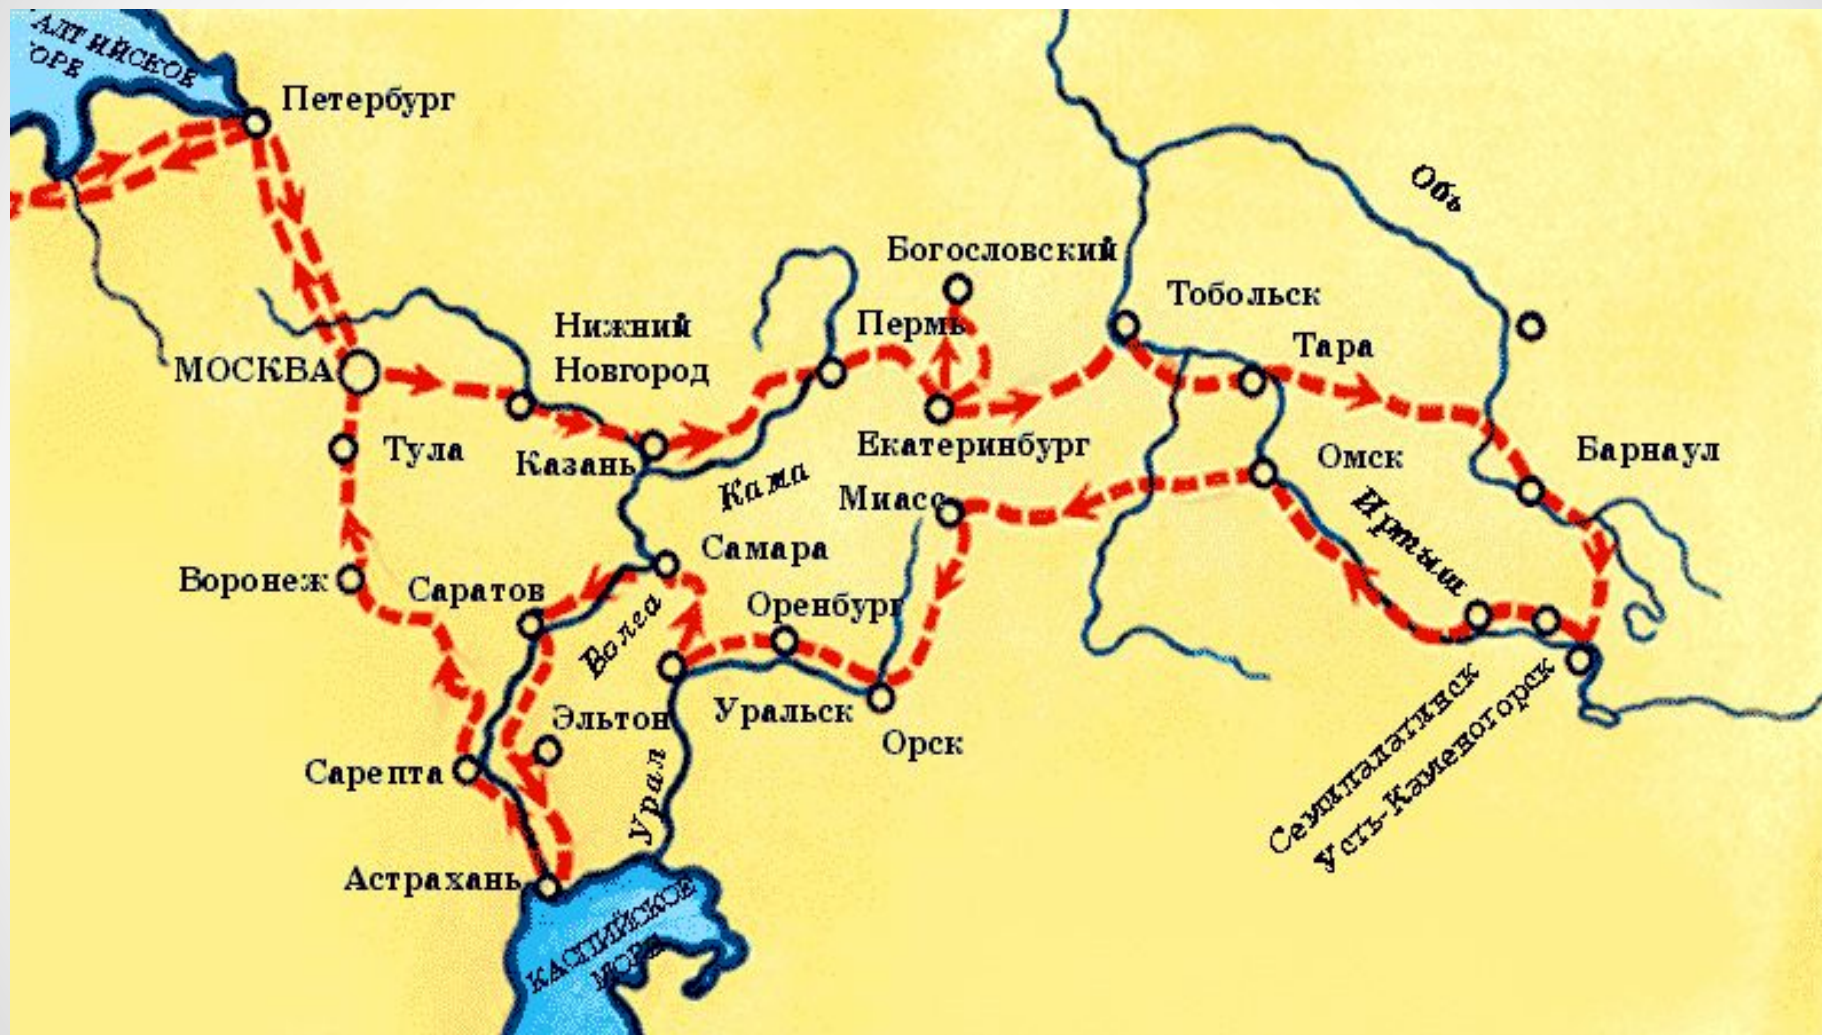 АЛТИЙСКОЕ
ОРЕ
Петербург
Обь
Богословский
Тобольск
Нижний
Новгород
Пермь
Тара
МОСКВА
Тула
Казань
Екатеринбург
Омск
Барнаул
Кама
Миасс
Иртыш
Самара
Воронеж
Саратов
Оренбург
Волга
Эльтон
Уральск
Орск
Сарепта
Урал
Семипалатинск
Усть-Каменогорск
Астрахань
КАСПИЙСКОЕ
МОРЕ